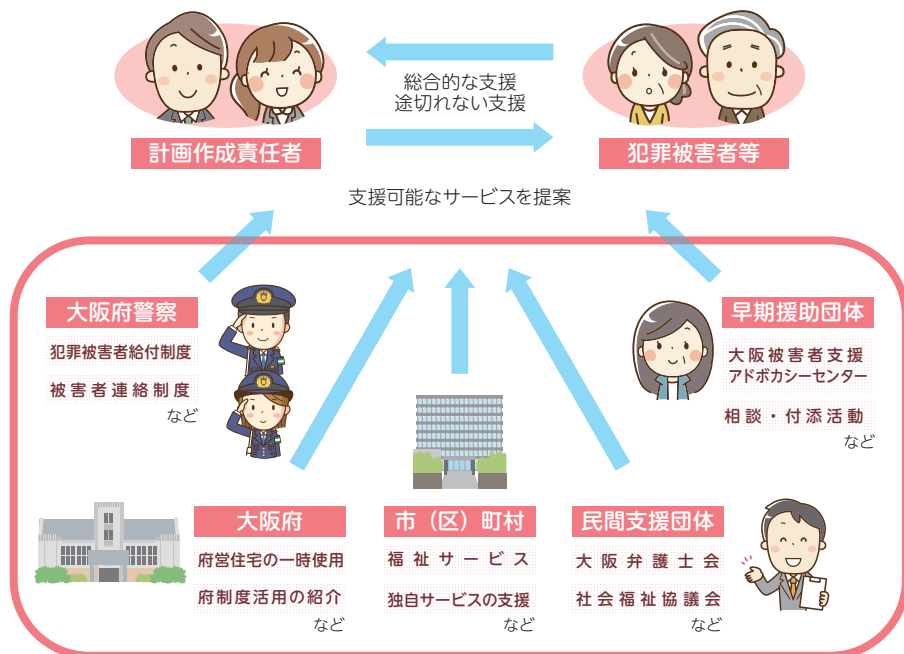 総合的な支援
途切れない支援
計画作成責任者
犯罪被害者等
支援可能なサービスを提案
大阪府警察
犯罪被害者給付制度
被害者連絡制度
など
早期援助団体
大阪被害者支援
アドボカシーセンター
相談・付添活動
など
大阪府
府営住宅の一時使用
府制度活用の紹介
など
市（区）町村
福祉サービス
独自サービスの支援
など
民間支援団体
大阪弁護士会
社会福祉協議会
など